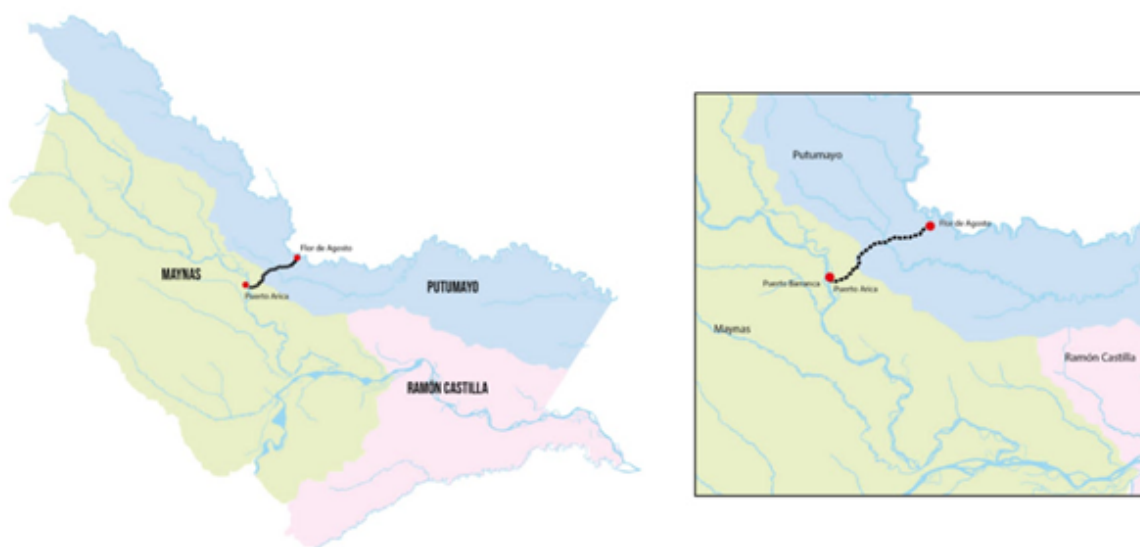 Flor de Agosto
MAYNAS
Puerto Arica
PUTUMAYO
RAMÓN CASTILLA
Putumayo
Flor de Agosto
Puerto Barranca
Puerto Arica
Maynas
Ramón Castilla